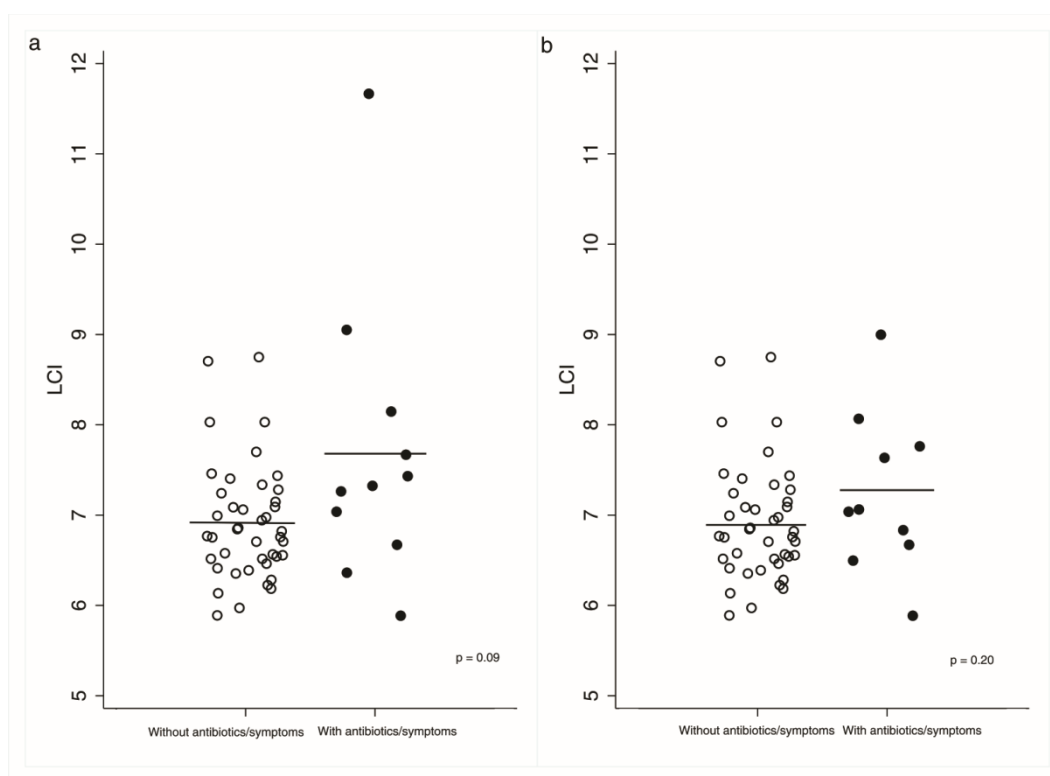 a
12
11
10
9
8
7
6
5
LCI
p = 0.09
Without antibiotics/symptoms
With antibiotics/symptoms
b
12
11
10
9
8
7
6
5
LCI
p = 0.20
Without antibiotics/symptoms
With antibiotics/symptoms